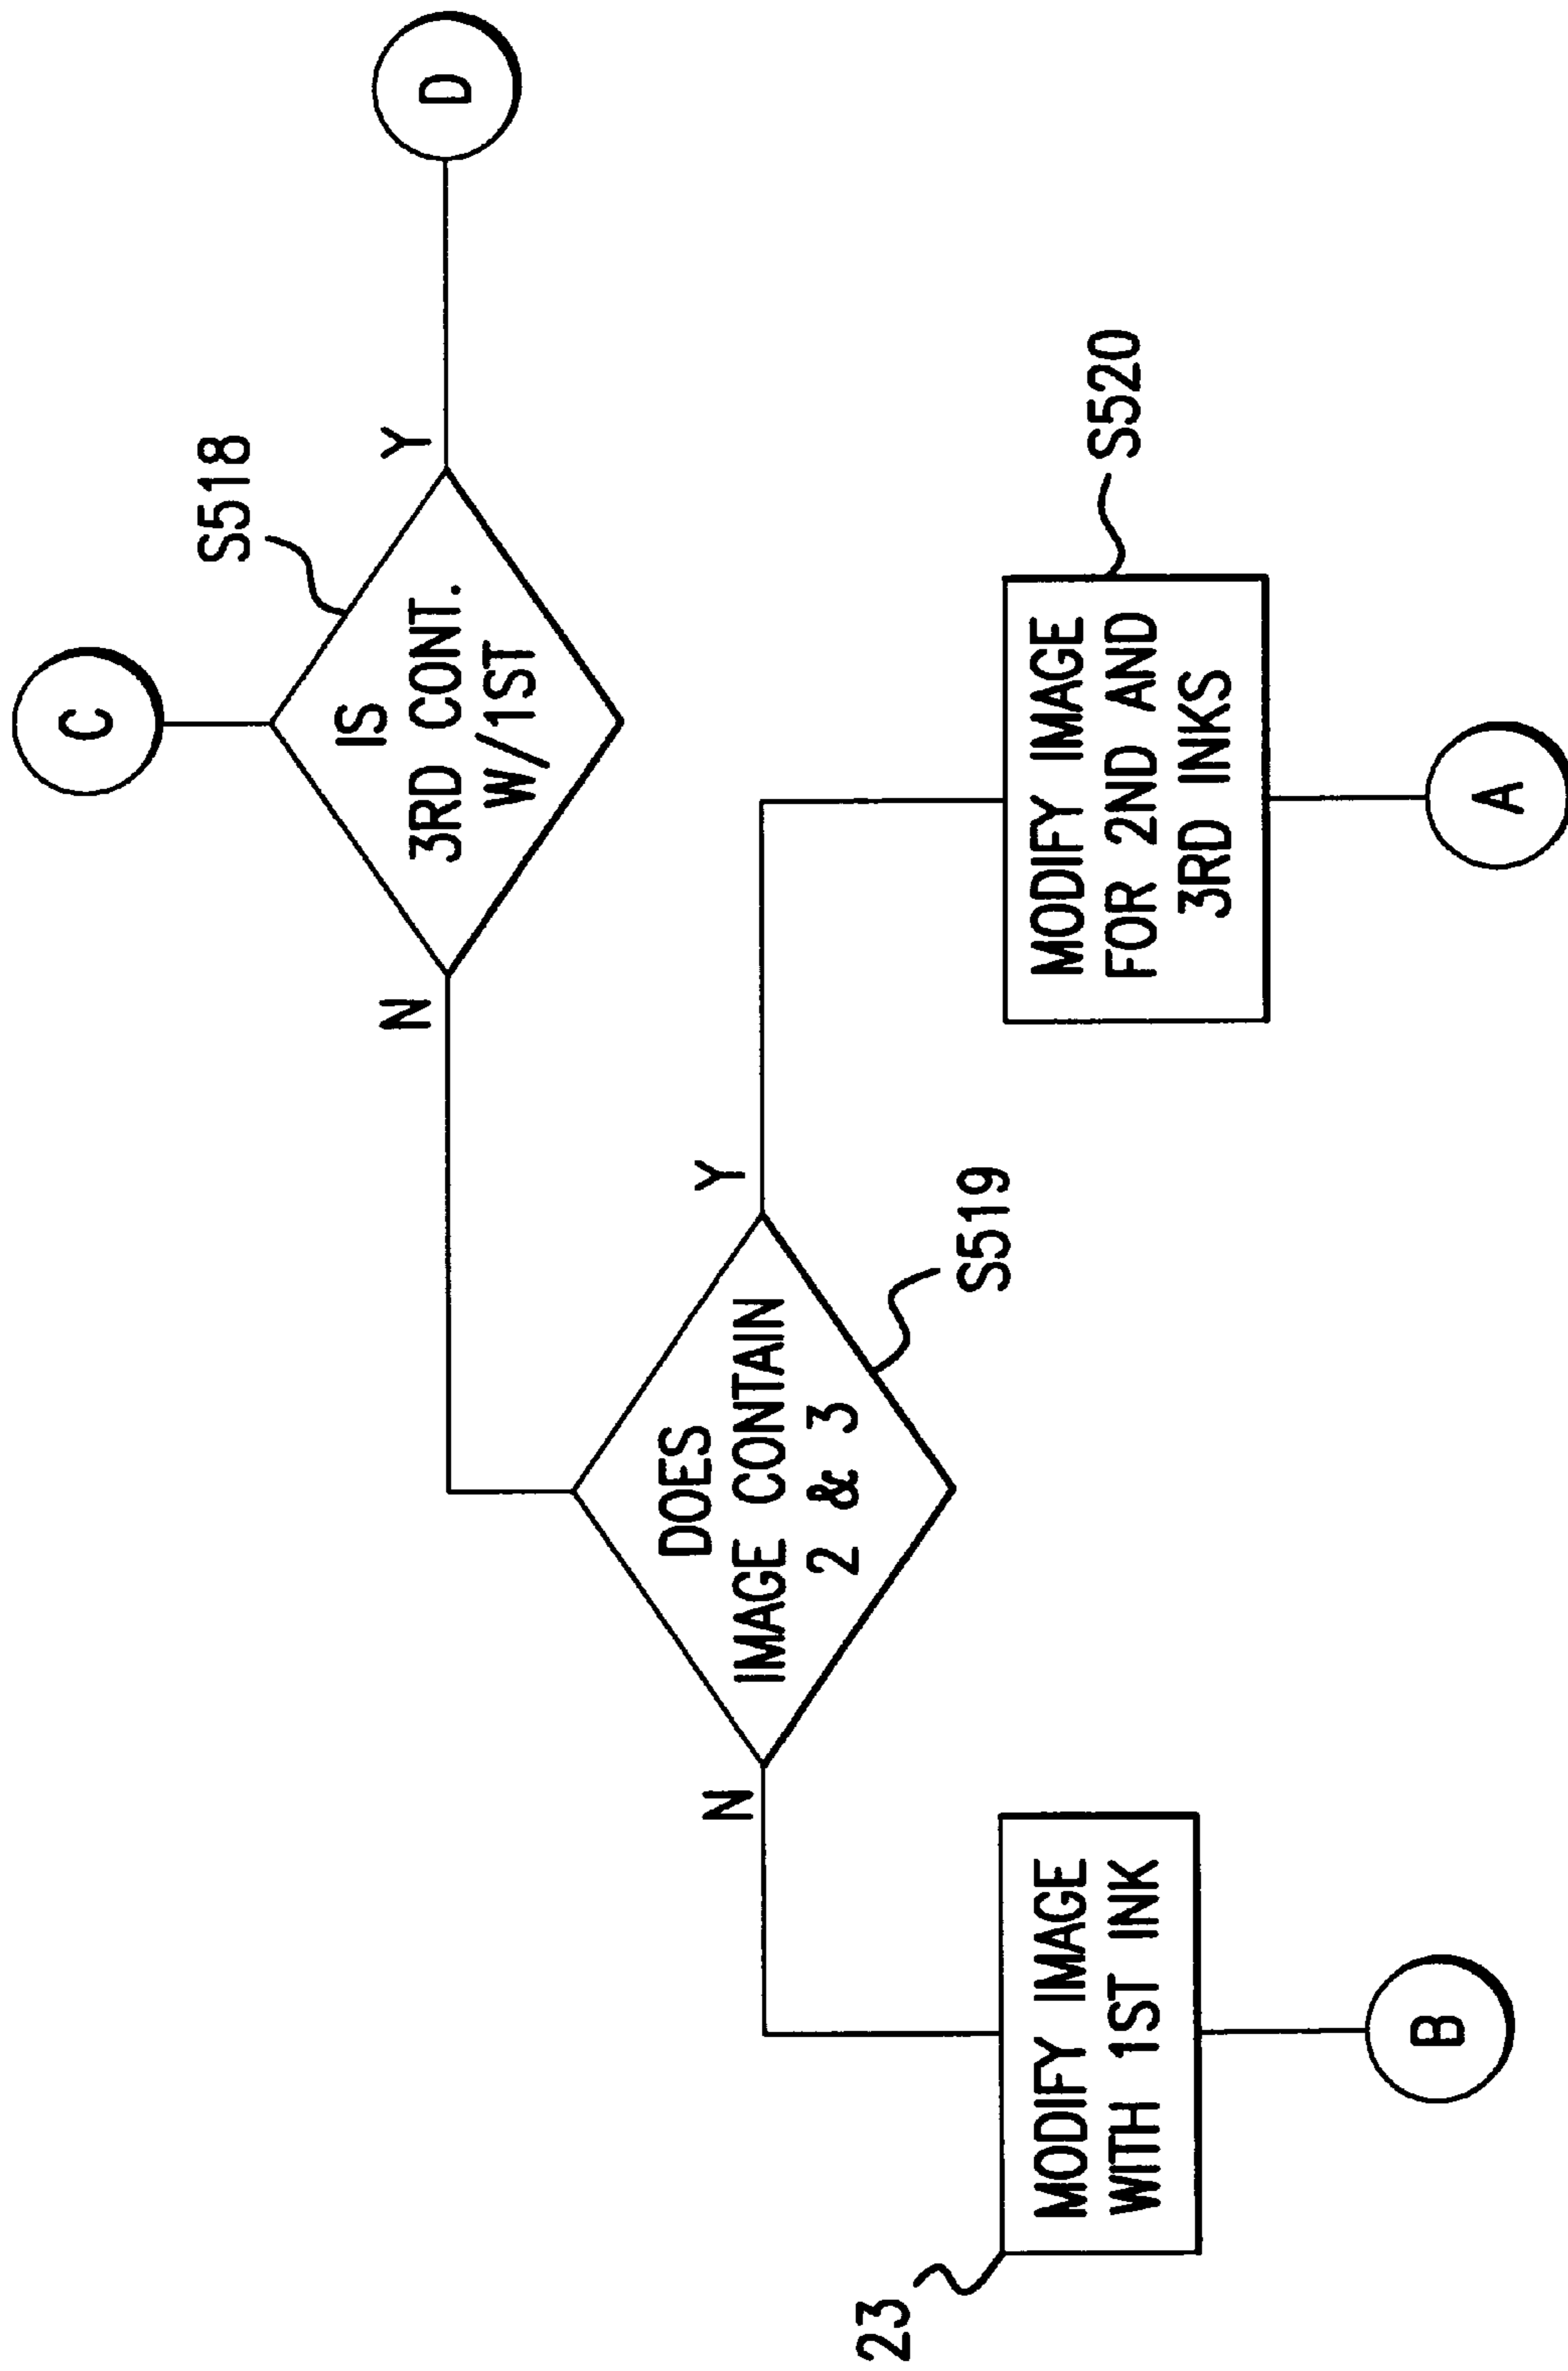 C
S518
IS
3RD CONT.
W/1ST
N
Y
D
DOES
IMAGE CONTAIN
2 & 3
S519
N
Y
23
MODIFY IMAGE
WITH 1ST INK
B
MODIFY IMAGE
FOR 2ND AND
3RD INKS
S520
A